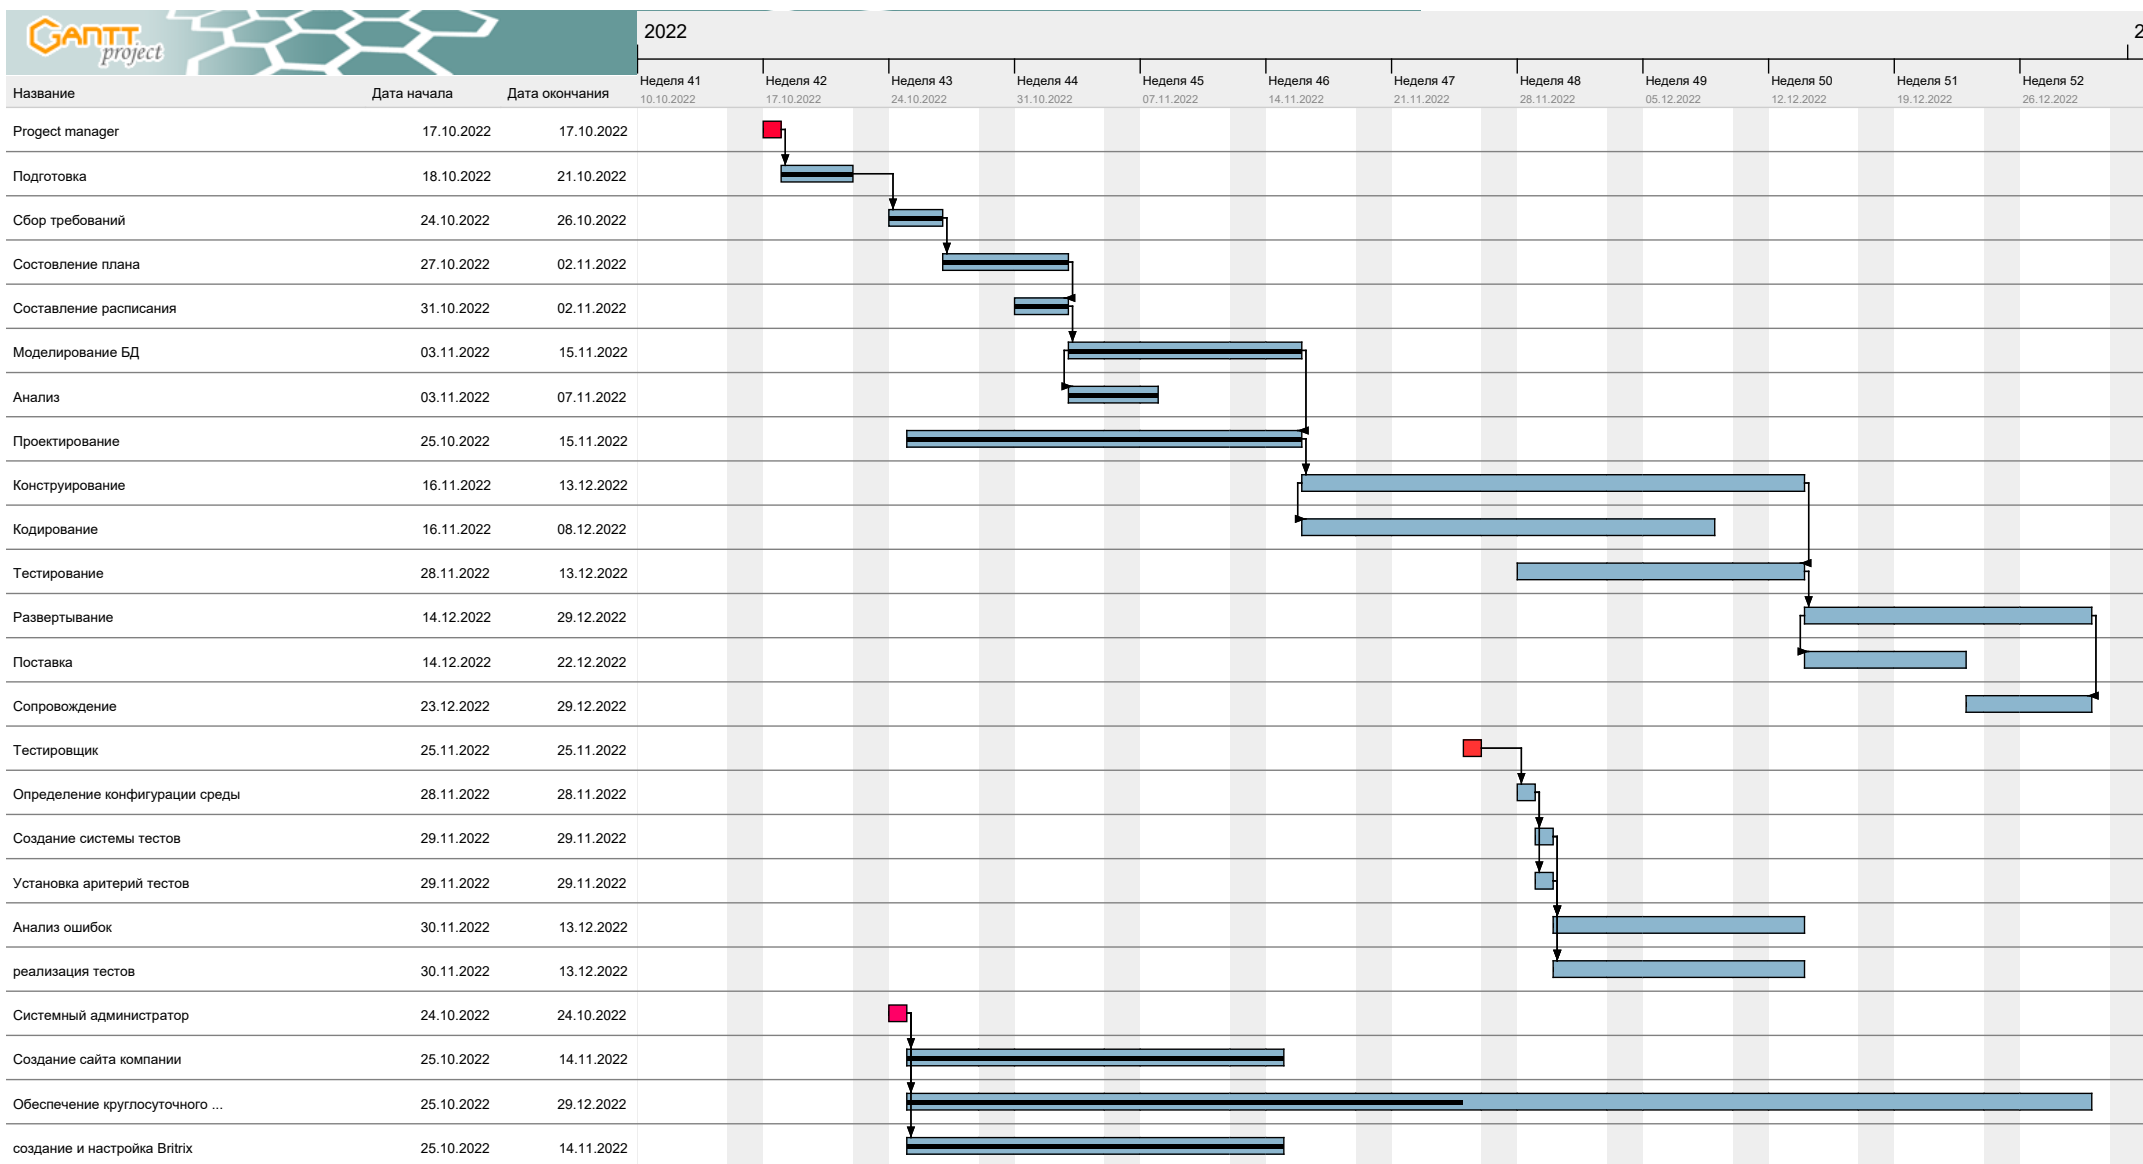 GANTT
project
2022
2
Неделя 41 Неделя 42 Неделя 43 Неделя 44 Неделя 45 Неделя 46 Неделя 47 Неделя 48 Неделя 49 Неделя 50 Неделя 51 Неделя 52
Название Дата начала Дата окончания
10.10.2022 17.10.2022 24.10.2022 31.10.2022 07.11.2022 14.11.2022 21.11.2022 28.11.2022 05.12.2022 12.12.2022 19.12.2022 26.12.2022
Progect manager 17.10.2022 17.10.2022
Подготовка 18.10.2022 21.10.2022
Сбор требований 24.10.2022 26.10.2022
Состовление плана 27.10.2022 02.11.2022
Составление расписания 31.10.2022 02.11.2022
Моделирование БД 03.11.2022 15.11.2022
Анализ 03.11.2022 07.11.2022
Проектирование 25.10.2022 15.11.2022
Конструирование 16.11.2022 13.12.2022
Кодирование 16.11.2022 08.12.2022
Тестирование 28.11.2022 13.12.2022
Развертывание 14.12.2022 29.12.2022
Поставка 14.12.2022 22.12.2022
Сопровождение 23.12.2022 29.12.2022
Тестировщик 25.11.2022 25.11.2022
Определение конфигурации среды 28.11.2022 28.11.2022
Создание системы тестов 29.11.2022 29.11.2022
Установка аритерий тестов 29.11.2022 29.11.2022
Анализ ошибок 30.11.2022 13.12.2022
реализация тестов 30.11.2022 13.12.2022
Системный администратор 24.10.2022 24.10.2022
Создание сайта компании 25.10.2022 14.11.2022
Обеспечение круглосуточного ... 25.10.2022 29.12.2022
создание и настройка Britrix 25.10.2022 14.11.2022